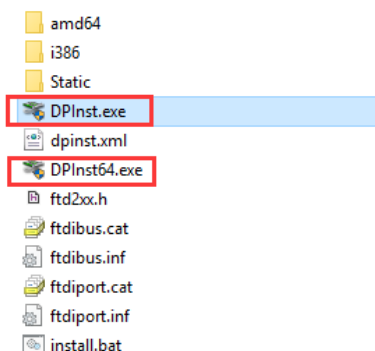 amd64
i386
Static
DPInst.exe
dpinst.xml
DPInst64.exe
ftd2xx.h
ftdibus.cat
ftdibus.inf
ftdiport.cat
ftdiport.inf
install.bat